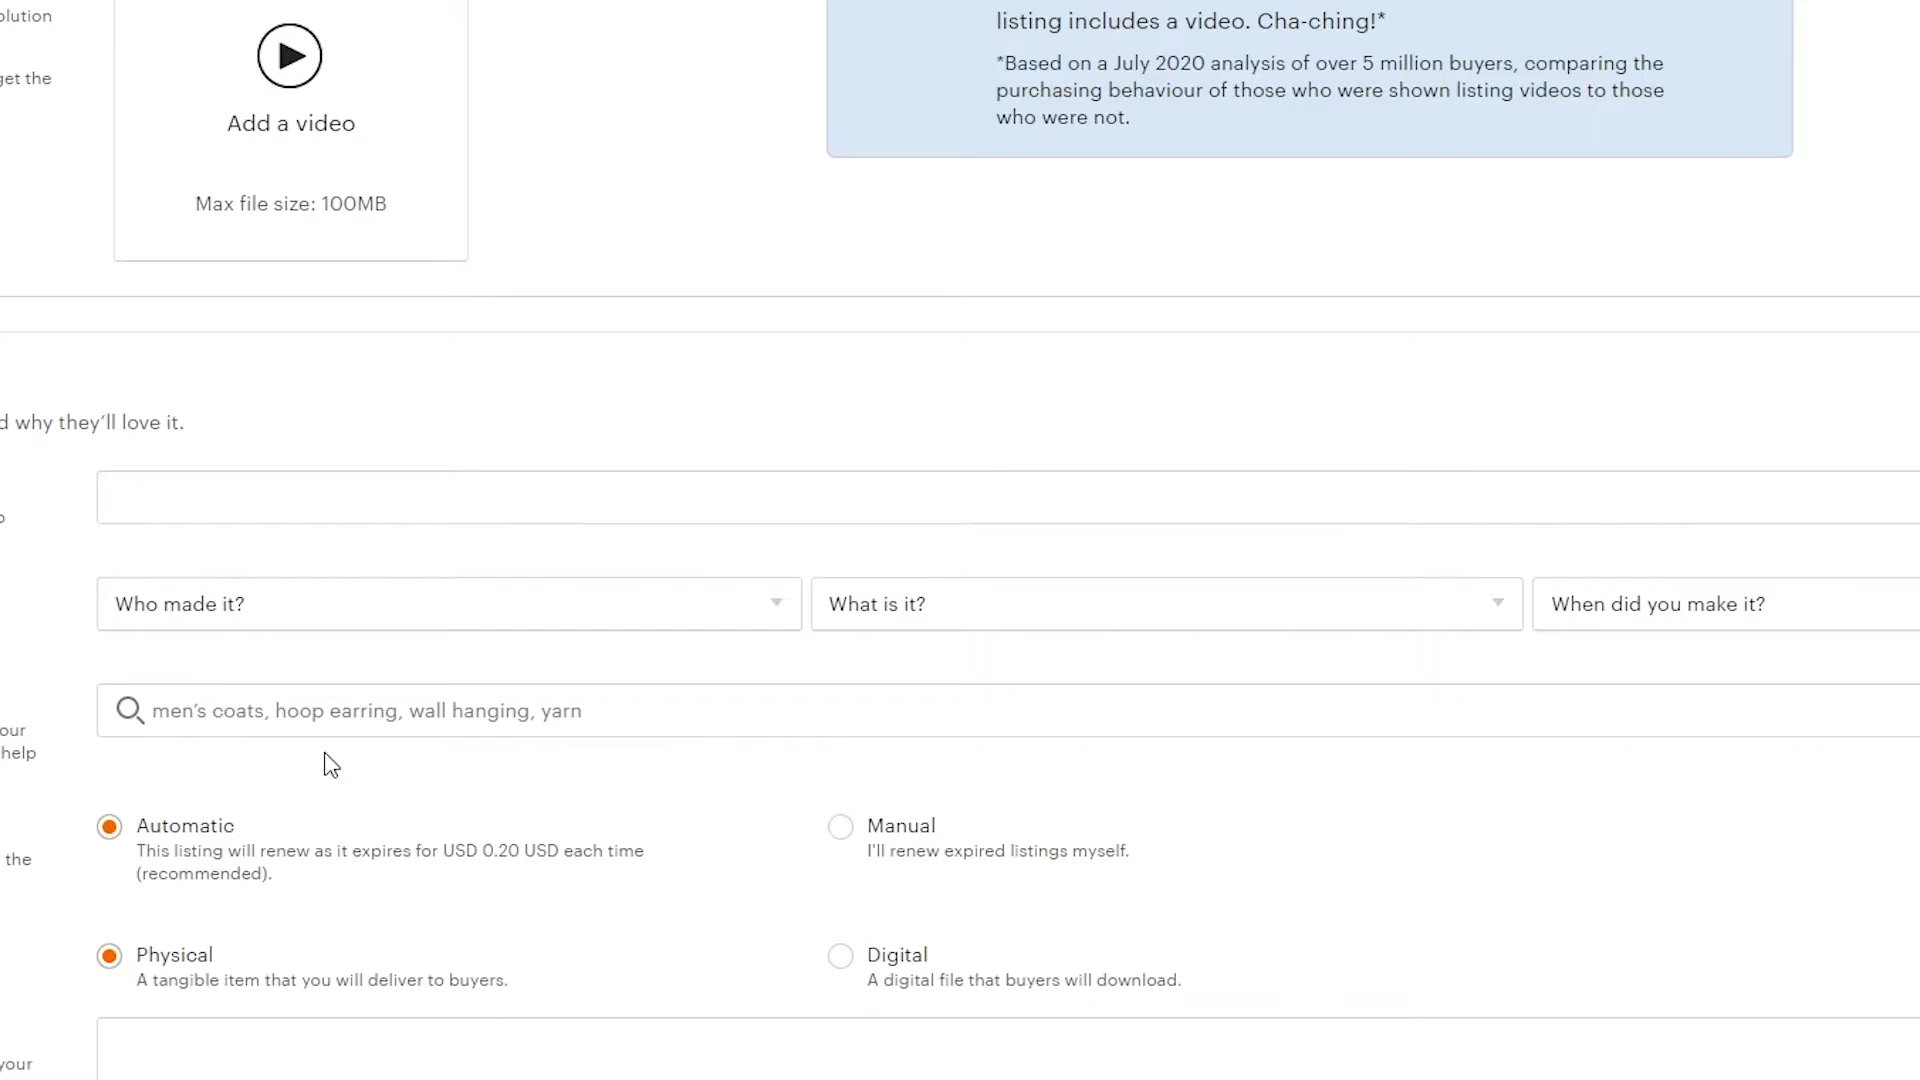 olution
get the
Add a video
Max file size: 100MB
listing includes a video. Cha-ching!*
*Based on a July 2020 analysis of over 5 million buyers, comparing the
purchasing behaviour of those who were shown listing videos to those
who were not.
d why they'll love it.
o
Who made it?
What is it?
When did you make it?
men's coats, hoop earring, wall hanging, yarn
our
help
Automatic
This listing will renew as it expires for USD 0.20 USD each time
(recommended).
Manual
I'll renew expired listings myself.
the
Physical
A tangible item that you will deliver to buyers.
Digital
A digital file that buyers will download.
your